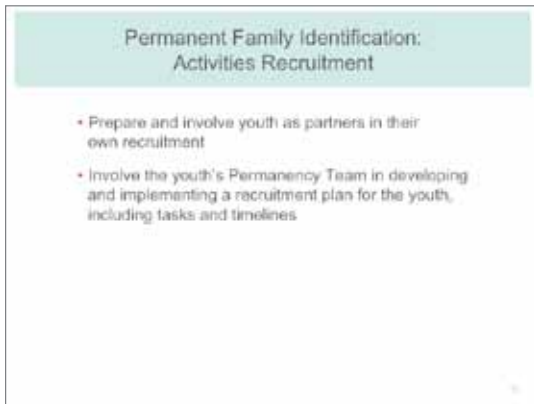 Permanent Family Identification:
Activities Recruitment
• Prepare and involve youth as partners in their
own recruitment
• Involve the youth's Permanency Team in developing
and implementing a recruitment plan for the youth,
including tasks and timelines